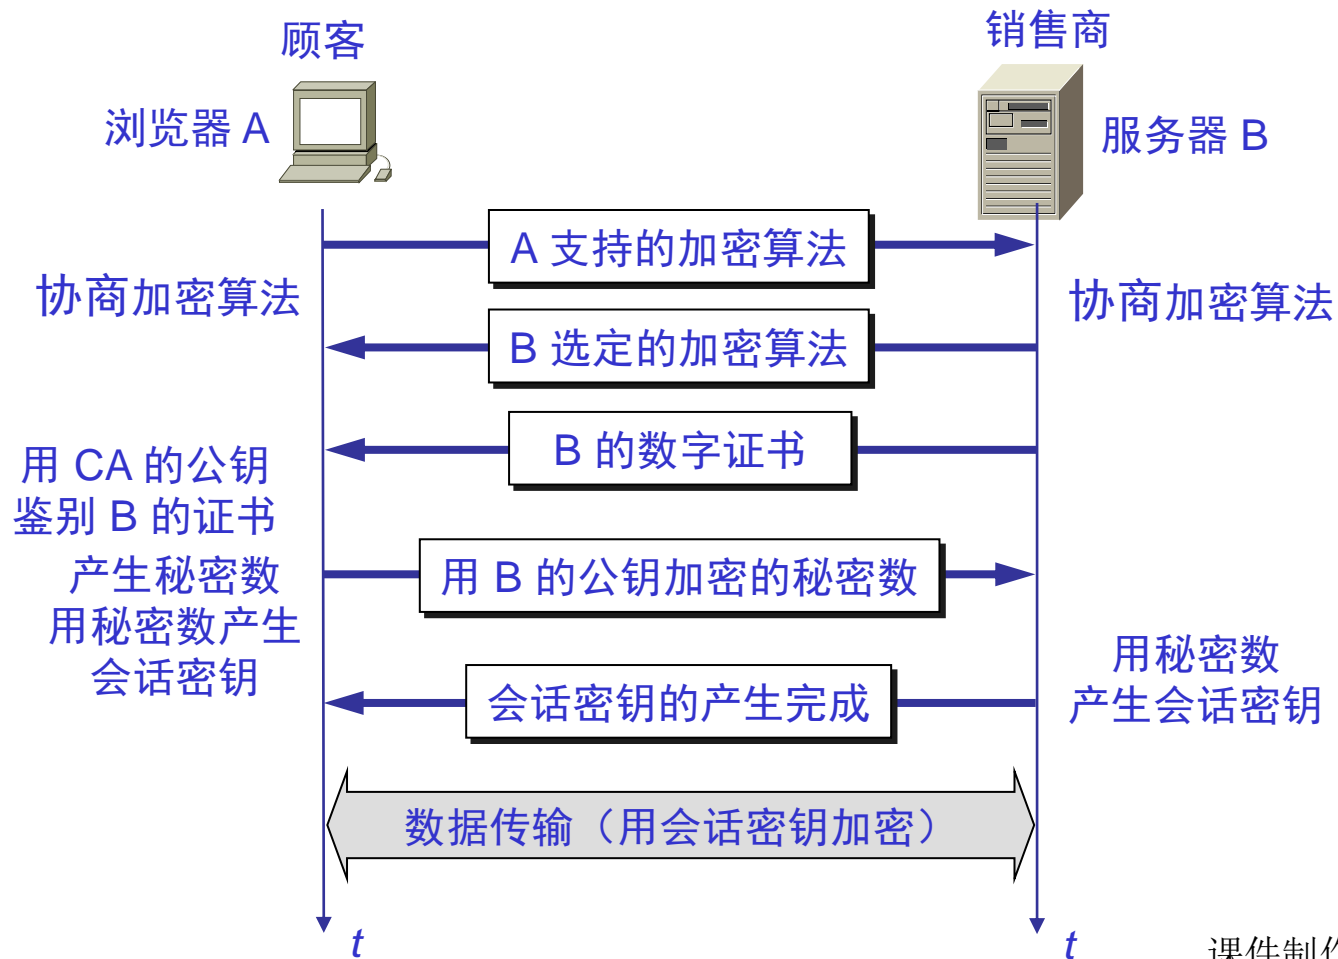 顾客
销售商
浏览器 A
服务器 B
A 支持的加密算法
协商加密算法
协商加密算法
B 选定的加密算法
B 的数字证书
用 CA 的公钥
鉴别 B 的证书
产生秘密数
用 B 的公钥加密的秘密数
用秘密数产生
会话密钥
用秘密数
产生会话密钥
会话密钥的产生完成
数据传输（用会话密钥加密）
t
t
课件制作